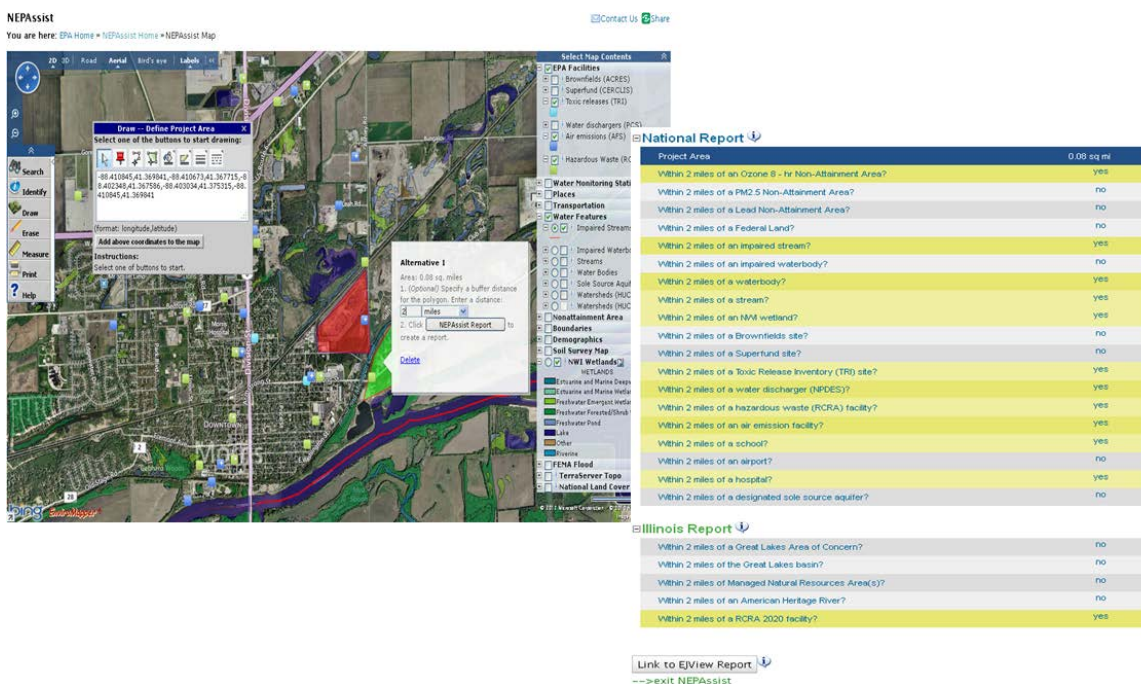 NEPAssist
Contact Us Share
You are here: EPA Home » NEPAssist Home » NEPAssist Map
2D 3D Road Aerial Bird's eye Labels
Draw -- Define Project Area X
Select one of the buttons to start drawing:
-88.410845,41.369841,-88.410673,41.367715,-8
8.402348,41.367586,-88.403034,41.375315,-88.
410845,41.369841
(format: longitude,latitude)
Add above coordinates to the map
Instructions:
Select one of buttons to start.
Search
Identify
Draw
Erase
Measure
Print
Help
Alternative 1
Area: 0.08 sq. miles
1. (Optional) Specify a buffer distance
for the polygon. Enter a distance:
2 miles
2. Click NEPAssist Report to
create a report.
Delete
DOWNTOWN
Morris
2
28
bing EnviroMapper
Select Map Contents
EPA Facilities
Brownfields (ACRES)
Superfund (CERCLIS)
Toxic releases (TRI)
Water dischargers (PCS)
Air emissions (AFS)
Hazardous Waste (RC
Water Monitoring Stati
Places
Transportation
Water Features
Impaired Streams
Impaired Waterbo
Streams
Water Bodies
Sole Source Aquif
Watersheds (HUC
Watersheds (HUC
Nonattainment Area
Boundaries
Demographics
Soil Survey Map
NWI Wetlands
WETLANDS
Estuarine and Marine Deepw
Estuarine and Marine Wetla
Freshwater Emergent Wetla
Freshwater Forested/Shrub
Freshwater Pond
Lake
Other
Riverine
FEMA Flood
TerraServer Topo
National Land Cover
National Report
Project Area 0.08 sq mi
Within 2 miles of an Ozone 8 - hr Non-Attainment Area? yes
Within 2 miles of a PM2.5 Non-Attainment Area? no
Within 2 miles of a Lead Non-Attainment Area? no
Within 2 miles of a Federal Land? no
Within 2 miles of an impaired stream? yes
Within 2 miles of an impaired waterbody? no
Within 2 miles of a waterbody? yes
Within 2 miles of a stream? yes
Within 2 miles of an NWI wetland? yes
Within 2 miles of a Brownfields site? no
Within 2 miles of a Superfund site? no
Within 2 miles of a Toxic Release Inventory (TRI) site? yes
Within 2 miles of a water discharger (NPDES)? yes
Within 2 miles of a hazardous waste (RCRA) facility? yes
Within 2 miles of an air emission facility? yes
Within 2 miles of a school? yes
Within 2 miles of an airport? no
Within 2 miles of a hospital? yes
Within 2 miles of a designated sole source aquifer? no
Illinois Report
Within 2 miles of a Great Lakes Area of Concern? no
Within 2 miles of the Great Lakes basin? no
Within 2 miles of Managed Natural Resources Area(s)? no
Within 2 miles of an American Heritage River? no
Within 2 miles of a RCRA 2020 facility? yes
Link to EJView Report
-->exit NEPAssist